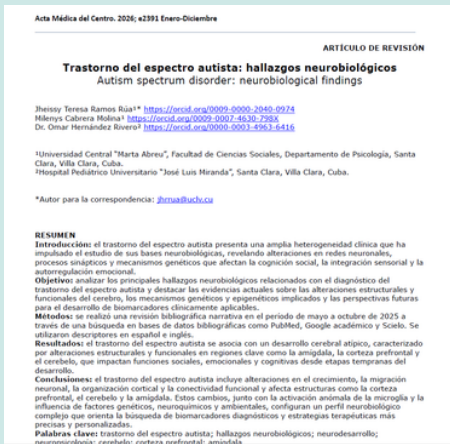 Acta Médica del Centro. 2026; e2391 Enero-Diciembre
ARTÍCULO DE REVISIÓN
Trastorno del espectro autista: hallazgos neurobiológicos
Autism spectrum disorder: neurobiological findings
Jheissy Teresa Ramos Rúa¹* https://orcid.org/0009-0000-2040-0974
Milenys Cabrera Molina¹ https://orcid.org/0009-0007-4630-798X
Dr. Omar Hernández Rivero² https://orcid.org/0000-0003-4963-6416
¹Universidad Central "Marta Abreu", Facultad de Ciencias Sociales, Departamento de Psicología, Santa
Clara, Villa Clara, Cuba.
²Hospital Pediátrico Universitario "José Luis Miranda", Santa Clara, Villa Clara, Cuba.
*Autor para la correspondencia: jhrrua@uclv.cu
RESUMEN
Introducción: el trastorno del espectro autista presenta una amplia heterogeneidad clínica que ha
impulsado el estudio de sus bases neurobiológicas, revelando alteraciones en redes neuronales,
procesos sinápticos y mecanismos genéticos que afectan la cognición social, la integración sensorial y la
autorregulación emocional.
Objetivo: analizar los principales hallazgos neurobiológicos relacionados con el diagnóstico del
trastorno del espectro autista y destacar las evidencias actuales sobre las alteraciones estructurales y
funcionales del cerebro, los mecanismos genéticos y epigenéticos implicados y las perspectivas futuras
para el desarrollo de biomarcadores clínicamente aplicables.
Métodos: se realizó una revisión bibliográfica narrativa en el período de mayo a octubre de 2025 a
través de una búsqueda en bases de datos bibliográficas como PubMed, Google académico y Scielo. Se
utilizaron descriptores en español e inglés.
Resultados: el trastorno del espectro autista se asocia con un desarrollo cerebral atípico, caracterizado
por alteraciones estructurales y funcionales en regiones clave como la amígdala, la corteza prefrontal y
el cerebelo, que impactan funciones sociales, emocionales y cognitivas desde etapas tempranas del
desarrollo.
Conclusiones: el trastorno del espectro autista incluye alteraciones en el crecimiento, la migración
neuronal, la organización cortical y la conectividad funcional y afecta estructuras como la corteza
prefrontal, el cerebelo y la amígdala. Estos cambios, junto con la activación anómala de la microglía y la
influencia de factores genéticos, neuroquímicos y ambientales, configuran un perfil neurobiológico
complejo que orienta la búsqueda de biomarcadores diagnósticos y estrategias terapéuticas más
precisas y personalizadas.
Palabras clave: trastorno del espectro autista; hallazgos neurobiológicos; neurodesarrollo;
neuropsicología; cerebelo; corteza prefrontal; amígdala